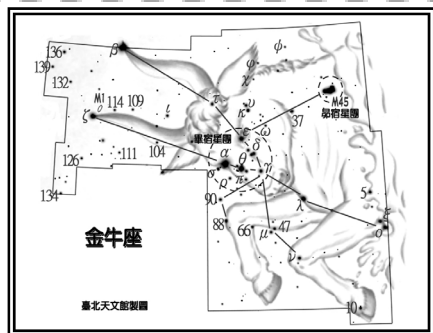 β
φ
136
139
132
ψ
χ
M45
昴宿星團
M1
114
109
ζ
ι
τ
υ
κ
37
ω
ε
畢宿星團
δ
111
104
126
α
θ
γ
σ
ρ
π
134
90
λ
5
ξ
ο
88
66
47
μ
ν
金牛座
10
臺北天文館製圖